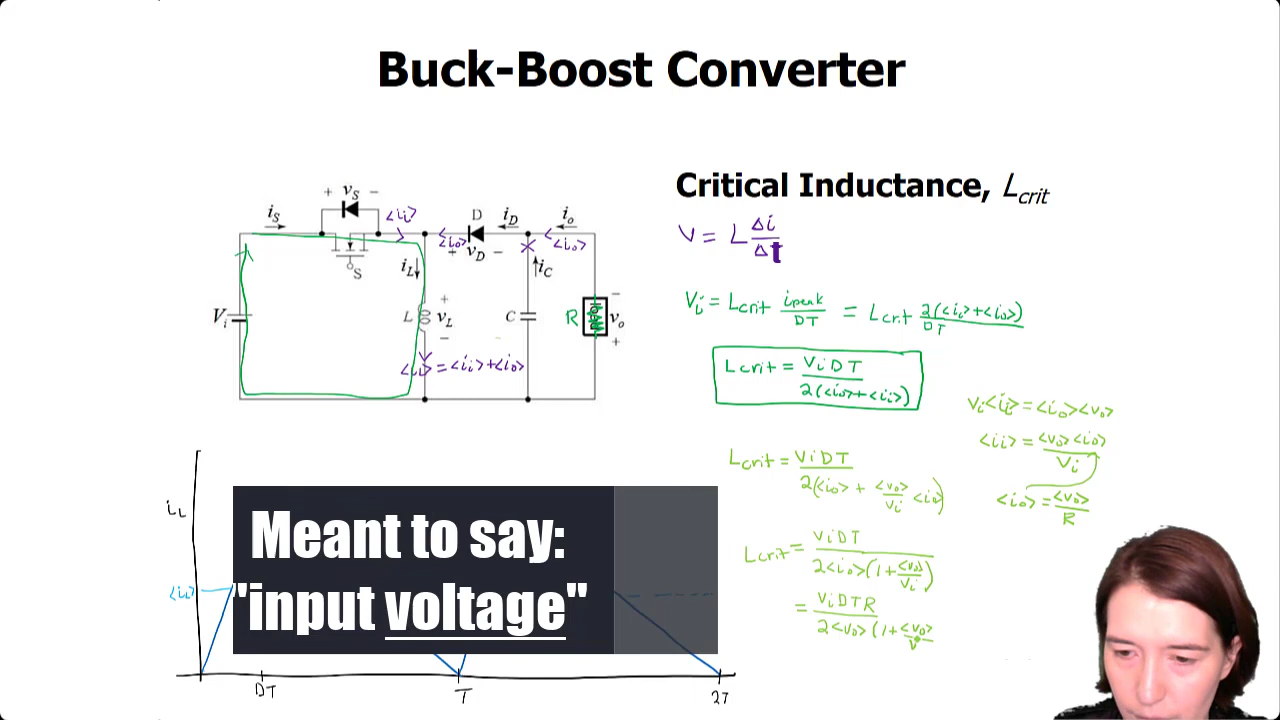 Buck-Boost Converter
Critical Inductance, Lcrit
+ vS −
iS
<ii>
D
iD
io
<io>
<io>
+ vD −
S
iL
iC
Vi
L
+
vL
−
C
R
−
vo
+
<iL> = <ii> + <io>
V = L Δi/Δt
Vi = Lcrit ipeak/DT = Lcrit 2(<ii>+<io>)/DT
Lcrit = ViDT/2(<io>+<ii>)
Vi<ii> = <io><vo>
<ii> = <vo><io>/Vi
<io> = <vo>/R
Lcrit = ViDT/2(<io> + <vo>/Vi <io>)
Lcrit = ViDT/2<io>(1+<vo>/Vi)
= ViDTR/2<vo>(1+<vo>/V
iL
DT
T
2T
Meant to say:
"input voltage"